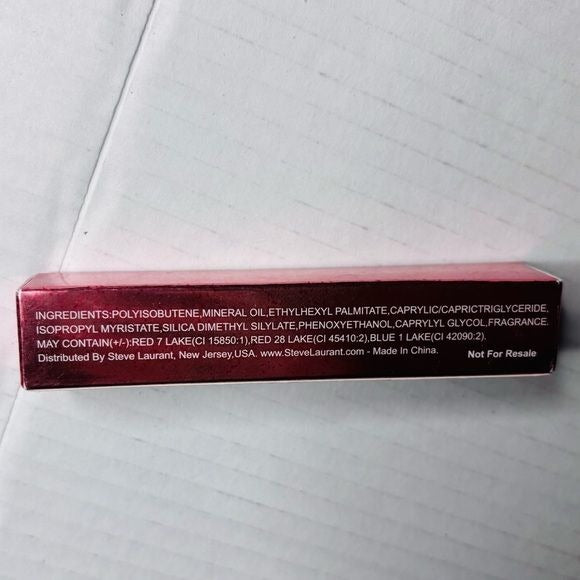 INGREDIENTS:POLYISOBUTENE,MINERAL OIL,ETHYLHEXYL PALMITATE,CAPRYLIC/CAPRICTRIGLYCERIDE,
ISOPROPYL MYRISTATE,SILICA DIMETHYL SILYLATE,PHENOXYETHANOL,CAPRYLYL GLYCOL,FRAGRANCE.
MAY CONTAIN(+/-):RED 7 LAKE(CI 15850:1),RED 28 LAKE(CI 45410:2),BLUE 1 LAKE(CI 42090:2).
Distributed By Steve Laurant, New Jersey,USA. www.SteveLaurant.com - Made In China. Not For Resale